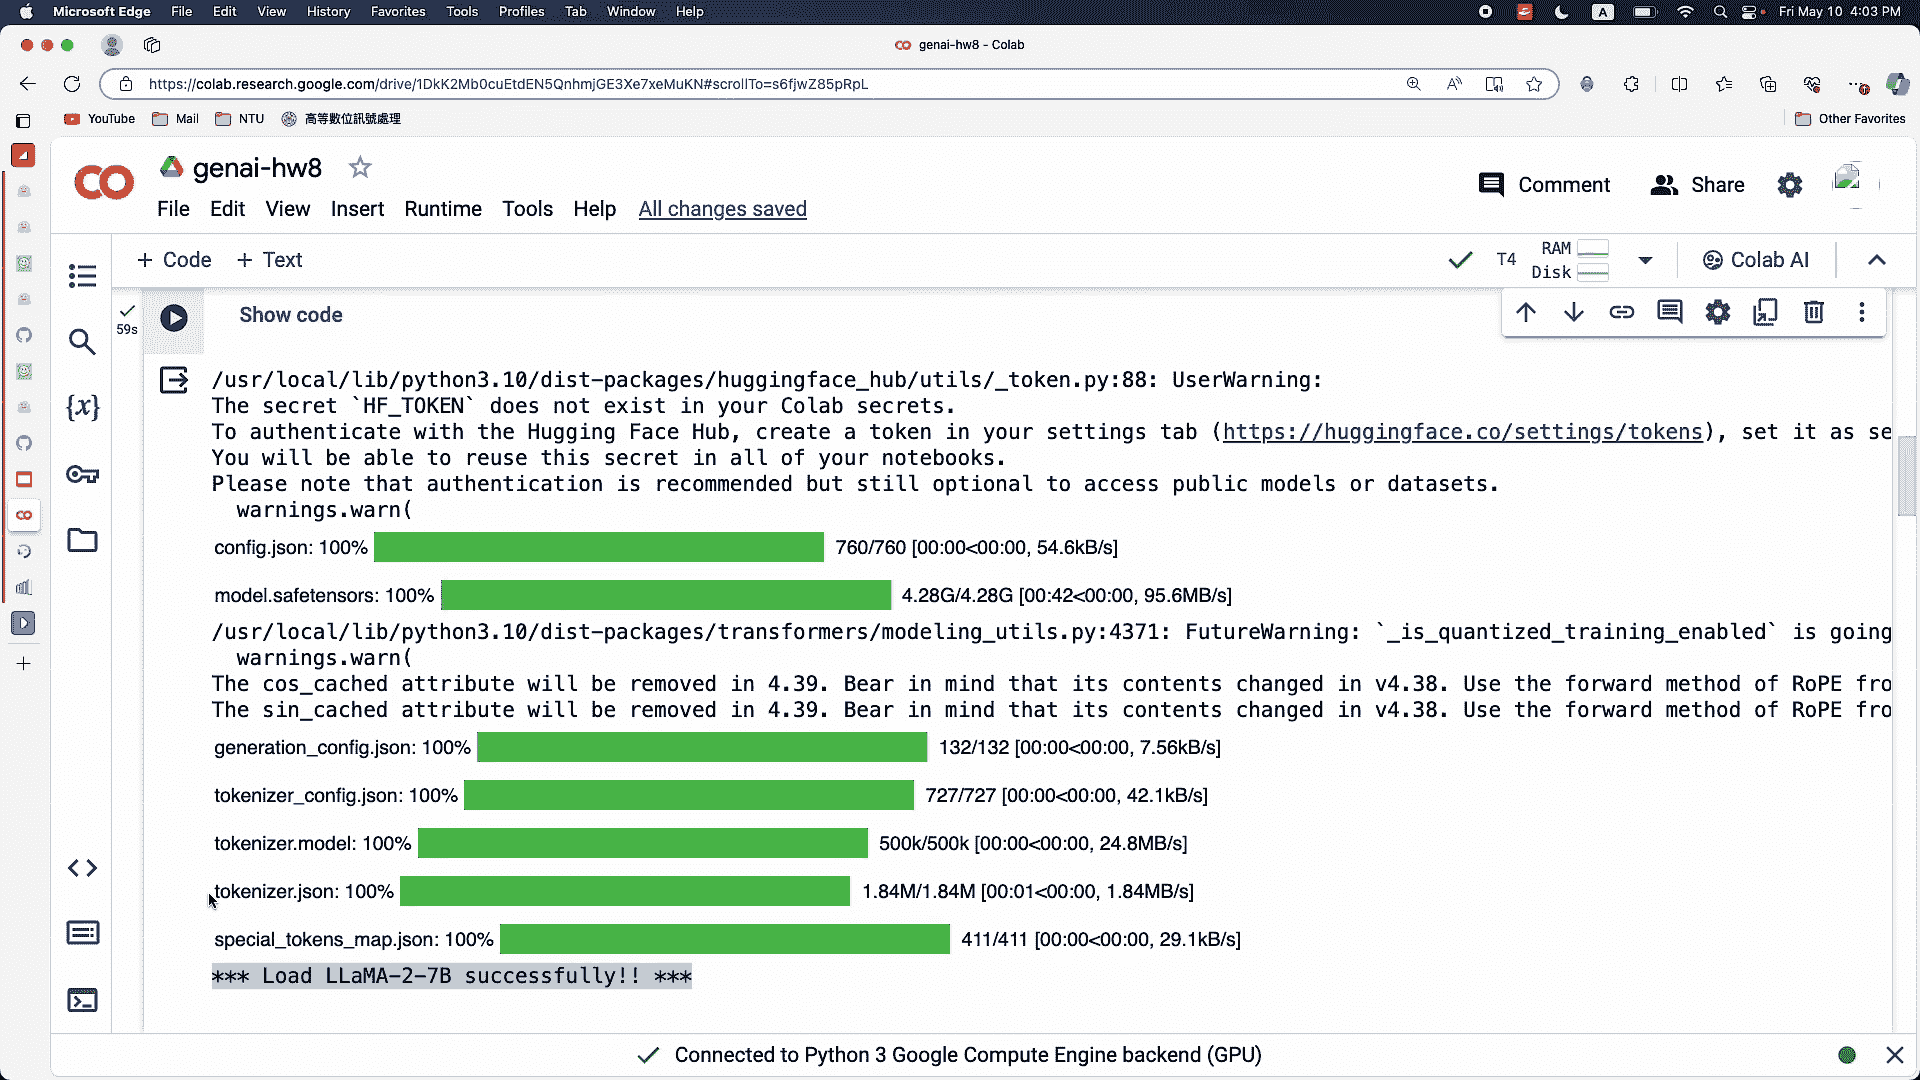 Microsoft Edge File Edit View History Favorites Tools Profiles Tab Window Help A Fri May 10 4:03 PM
genai-hw8 - Colab
https://colab.research.google.com/drive/1DkK2Mb0cuEtdEN5QnhmjGE3Xe7xeMuKN#scrollTo=s6fjwZ85pRpL
YouTube Mail NTU 高等數位訊號處理 Other Favorites
genai-hw8
Comment Share
File Edit View Insert Runtime Tools Help All changes saved
+ Code + Text T4 RAM Disk Colab AI
59s
Show code
/usr/local/lib/python3.10/dist-packages/huggingface_hub/utils/_token.py:88: UserWarning:
The secret `HF_TOKEN` does not exist in your Colab secrets.
To authenticate with the Hugging Face Hub, create a token in your settings tab (https://huggingface.co/settings/tokens), set it as se
You will be able to reuse this secret in all of your notebooks.
Please note that authentication is recommended but still optional to access public models or datasets.
warnings.warn(
config.json: 100% 760/760 [00:00<00:00, 54.6kB/s]
model.safetensors: 100% 4.28G/4.28G [00:42<00:00, 95.6MB/s]
/usr/local/lib/python3.10/dist-packages/transformers/modeling_utils.py:4371: FutureWarning: `_is_quantized_training_enabled` is going
warnings.warn(
The cos_cached attribute will be removed in 4.39. Bear in mind that its contents changed in v4.38. Use the forward method of RoPE fro
The sin_cached attribute will be removed in 4.39. Bear in mind that its contents changed in v4.38. Use the forward method of RoPE fro
generation_config.json: 100% 132/132 [00:00<00:00, 7.56kB/s]
tokenizer_config.json: 100% 727/727 [00:00<00:00, 42.1kB/s]
tokenizer.model: 100% 500k/500k [00:00<00:00, 24.8MB/s]
tokenizer.json: 100% 1.84M/1.84M [00:01<00:00, 1.84MB/s]
special_tokens_map.json: 100% 411/411 [00:00<00:00, 29.1kB/s]
*** Load LLaMA-2-7B successfully!! ***
Connected to Python 3 Google Compute Engine backend (GPU)